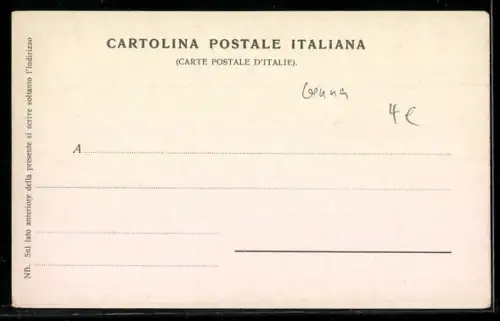 CARTOLINA POSTALE ITALIANA
(CARTE POSTALE D'ITALIE).
Genua
4 €
A
NB. Sul lato anteriore della presente si scrive soltanto l'indirizzo